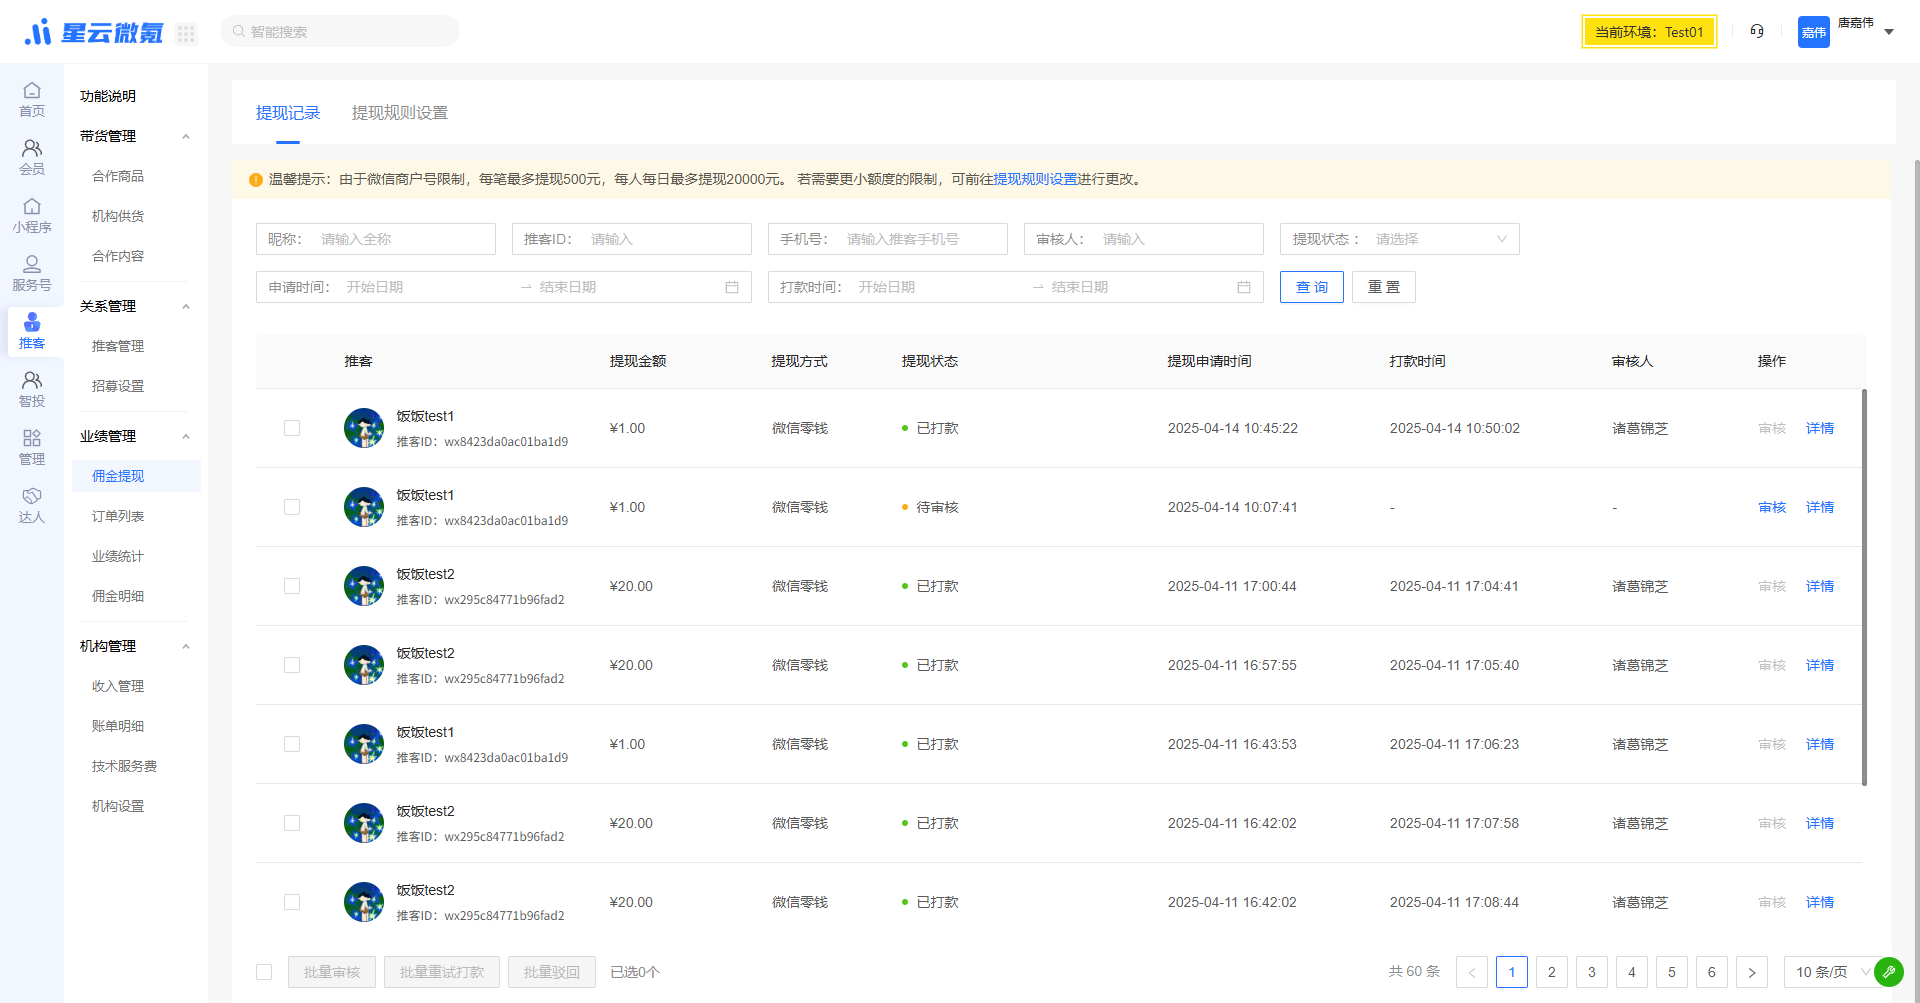 星云微氪
智能搜索
当前环境：Test01
嘉伟
唐嘉伟
首页
会员
小程序
服务号
推客
智投
管理
达人
功能说明
带货管理
合作商品
机构供货
合作内容
关系管理
推客管理
招募设置
业绩管理
佣金提现
订单列表
业绩统计
佣金明细
机构管理
收入管理
账单明细
技术服务费
机构设置
提现记录 提现规则设置
温馨提示：由于微信商户号限制，每笔最多提现500元，每人每日最多提现20000元。 若需要更小额度的限制，可前往提现规则设置进行更改。
昵称： 请输入全称 推客ID： 请输入 手机号： 请输入推客手机号 审核人： 请输入 提现状态： 请选择
申请时间： 开始日期 → 结束日期 打款时间： 开始日期 → 结束日期 查 询 重 置
推客 提现金额 提现方式 提现状态 提现申请时间 打款时间 审核人 操作
饭饭test1
推客ID：wx8423da0ac01ba1d9 ¥1.00 微信零钱 已打款 2025-04-14 10:45:22 2025-04-14 10:50:02 诸葛锦芝 审核 详情
饭饭test1
推客ID：wx8423da0ac01ba1d9 ¥1.00 微信零钱 待审核 2025-04-14 10:07:41 - - 审核 详情
饭饭test2
推客ID：wx295c84771b96fad2 ¥20.00 微信零钱 已打款 2025-04-11 17:00:44 2025-04-11 17:04:41 诸葛锦芝 审核 详情
饭饭test2
推客ID：wx295c84771b96fad2 ¥20.00 微信零钱 已打款 2025-04-11 16:57:55 2025-04-11 17:05:40 诸葛锦芝 审核 详情
饭饭test1
推客ID：wx8423da0ac01ba1d9 ¥1.00 微信零钱 已打款 2025-04-11 16:43:53 2025-04-11 17:06:23 诸葛锦芝 审核 详情
饭饭test2
推客ID：wx295c84771b96fad2 ¥20.00 微信零钱 已打款 2025-04-11 16:42:02 2025-04-11 17:07:58 诸葛锦芝 审核 详情
饭饭test2
推客ID：wx295c84771b96fad2 ¥20.00 微信零钱 已打款 2025-04-11 16:42:02 2025-04-11 17:08:44 诸葛锦芝 审核 详情
批量审核 批量重试打款 批量驳回 已选0个 共 60 条 < 1 2 3 4 5 6 > 10 条/页